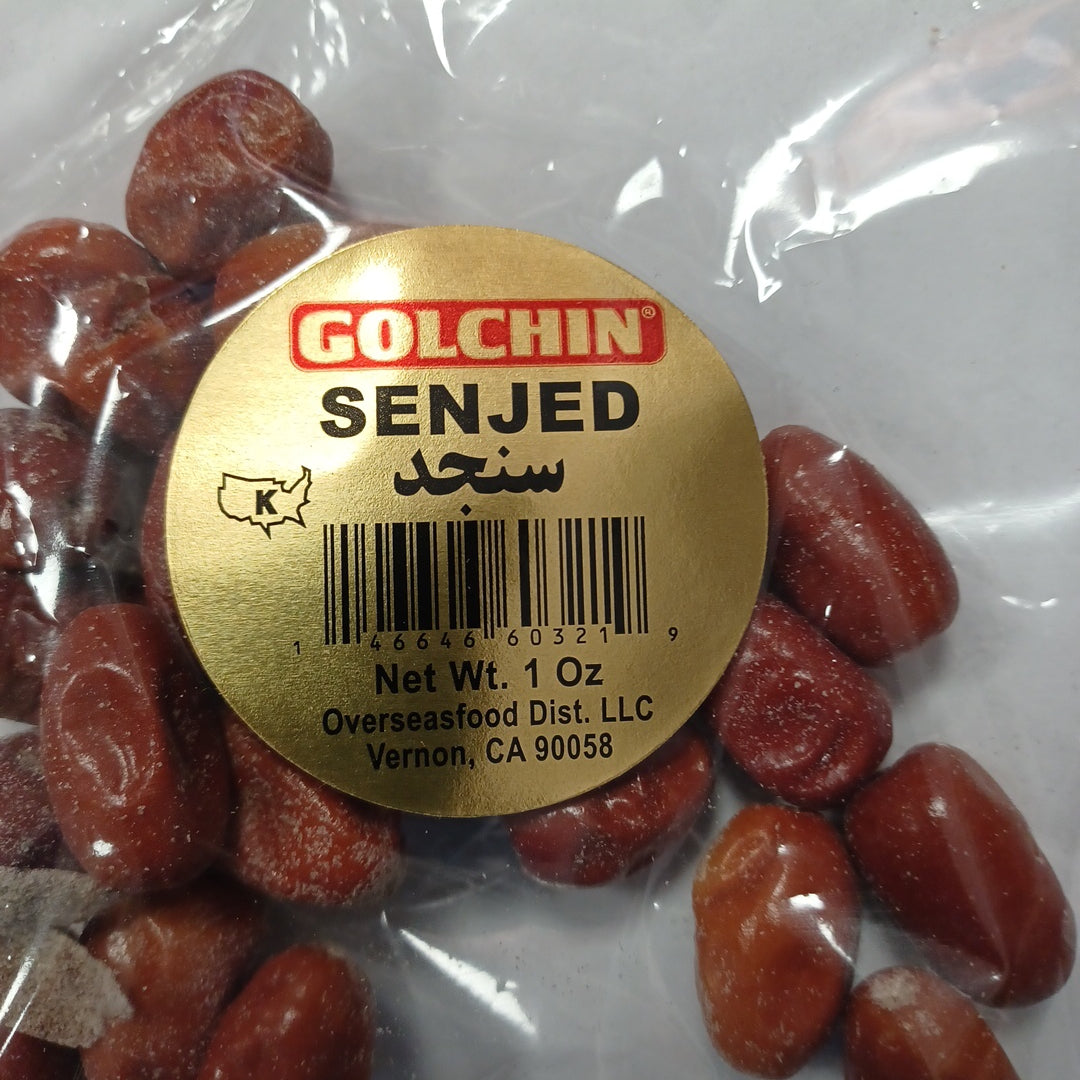 GOLCHIN®
SENJED
سنجد
K
1 46646 60321 9
Net Wt. 1 Oz
Overseasfood Dist. LLC
Vernon, CA 90058